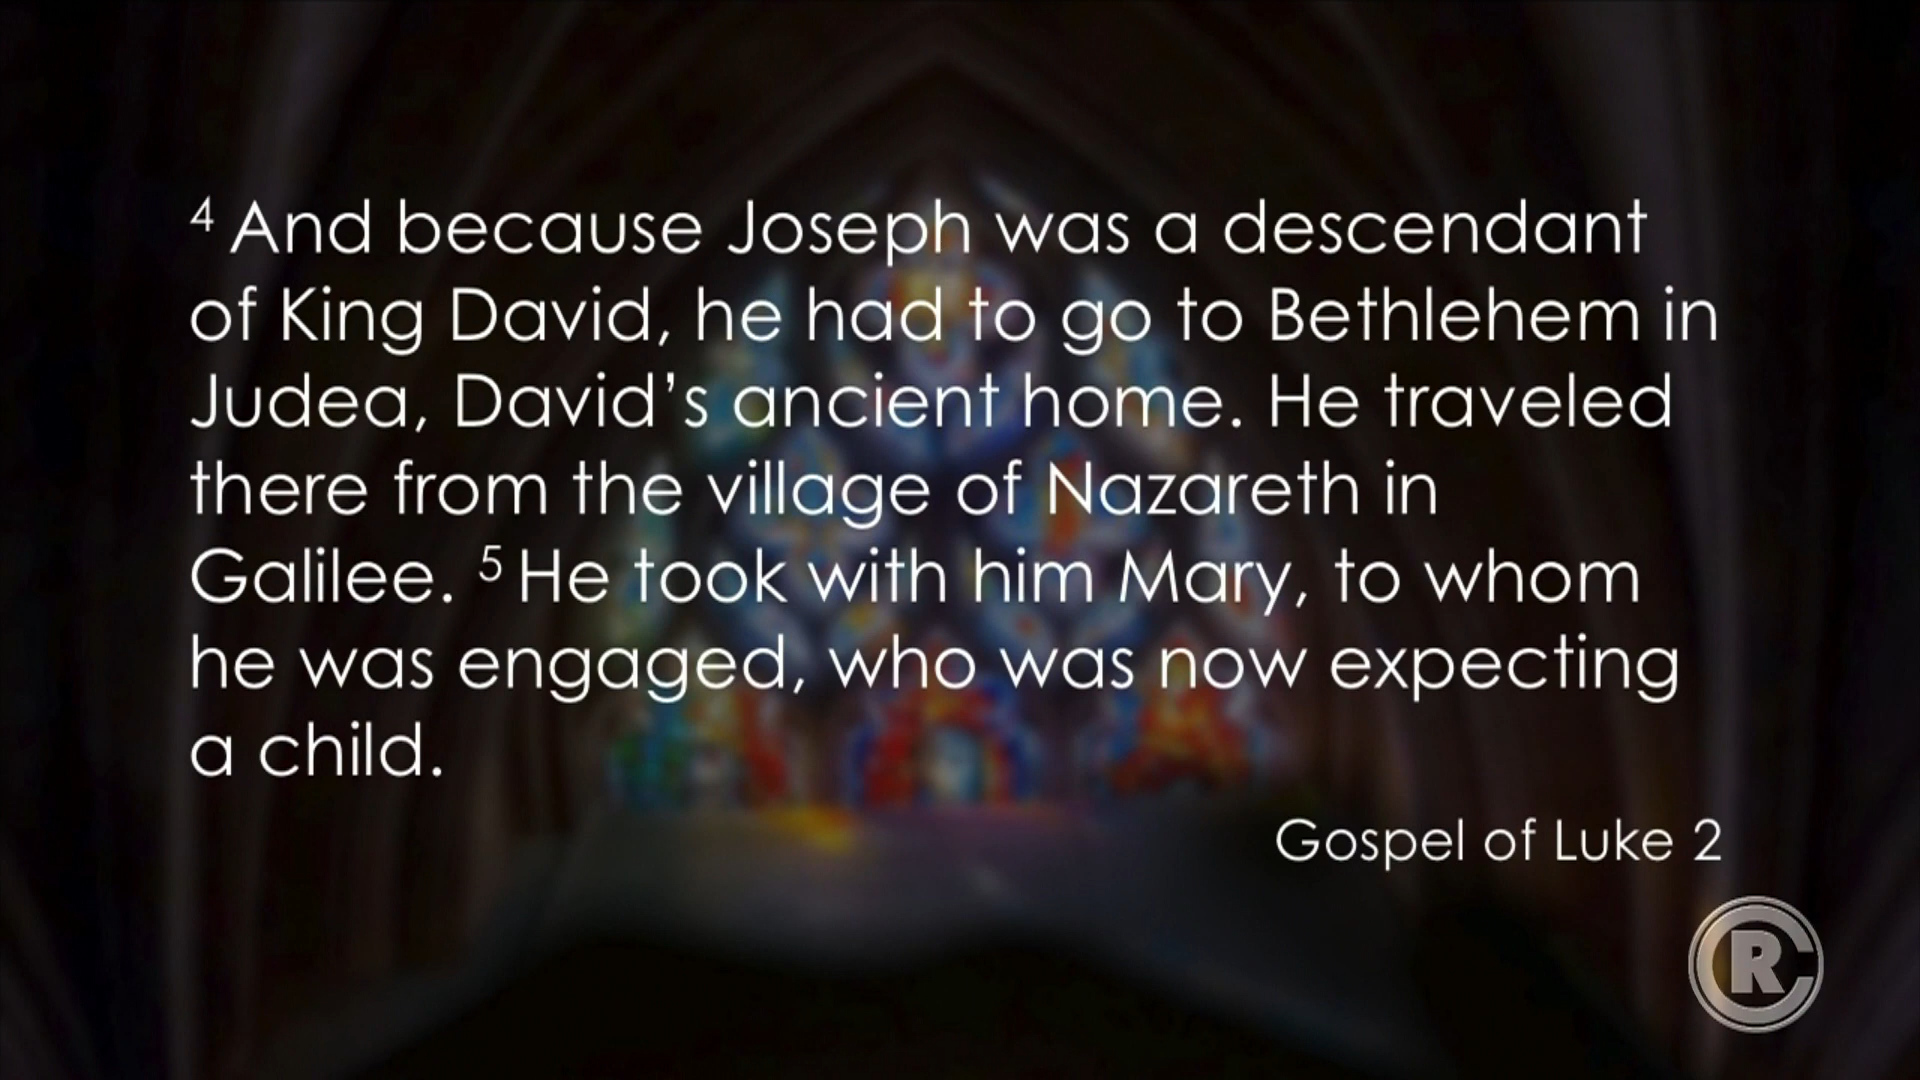 4 And because Joseph was a descendant
of King David, he had to go to Bethlehem in
Judea, David’s ancient home. He traveled
there from the village of Nazareth in
Galilee. 5 He took with him Mary, to whom
he was engaged, who was now expecting
a child.
Gospel of Luke 2
RC